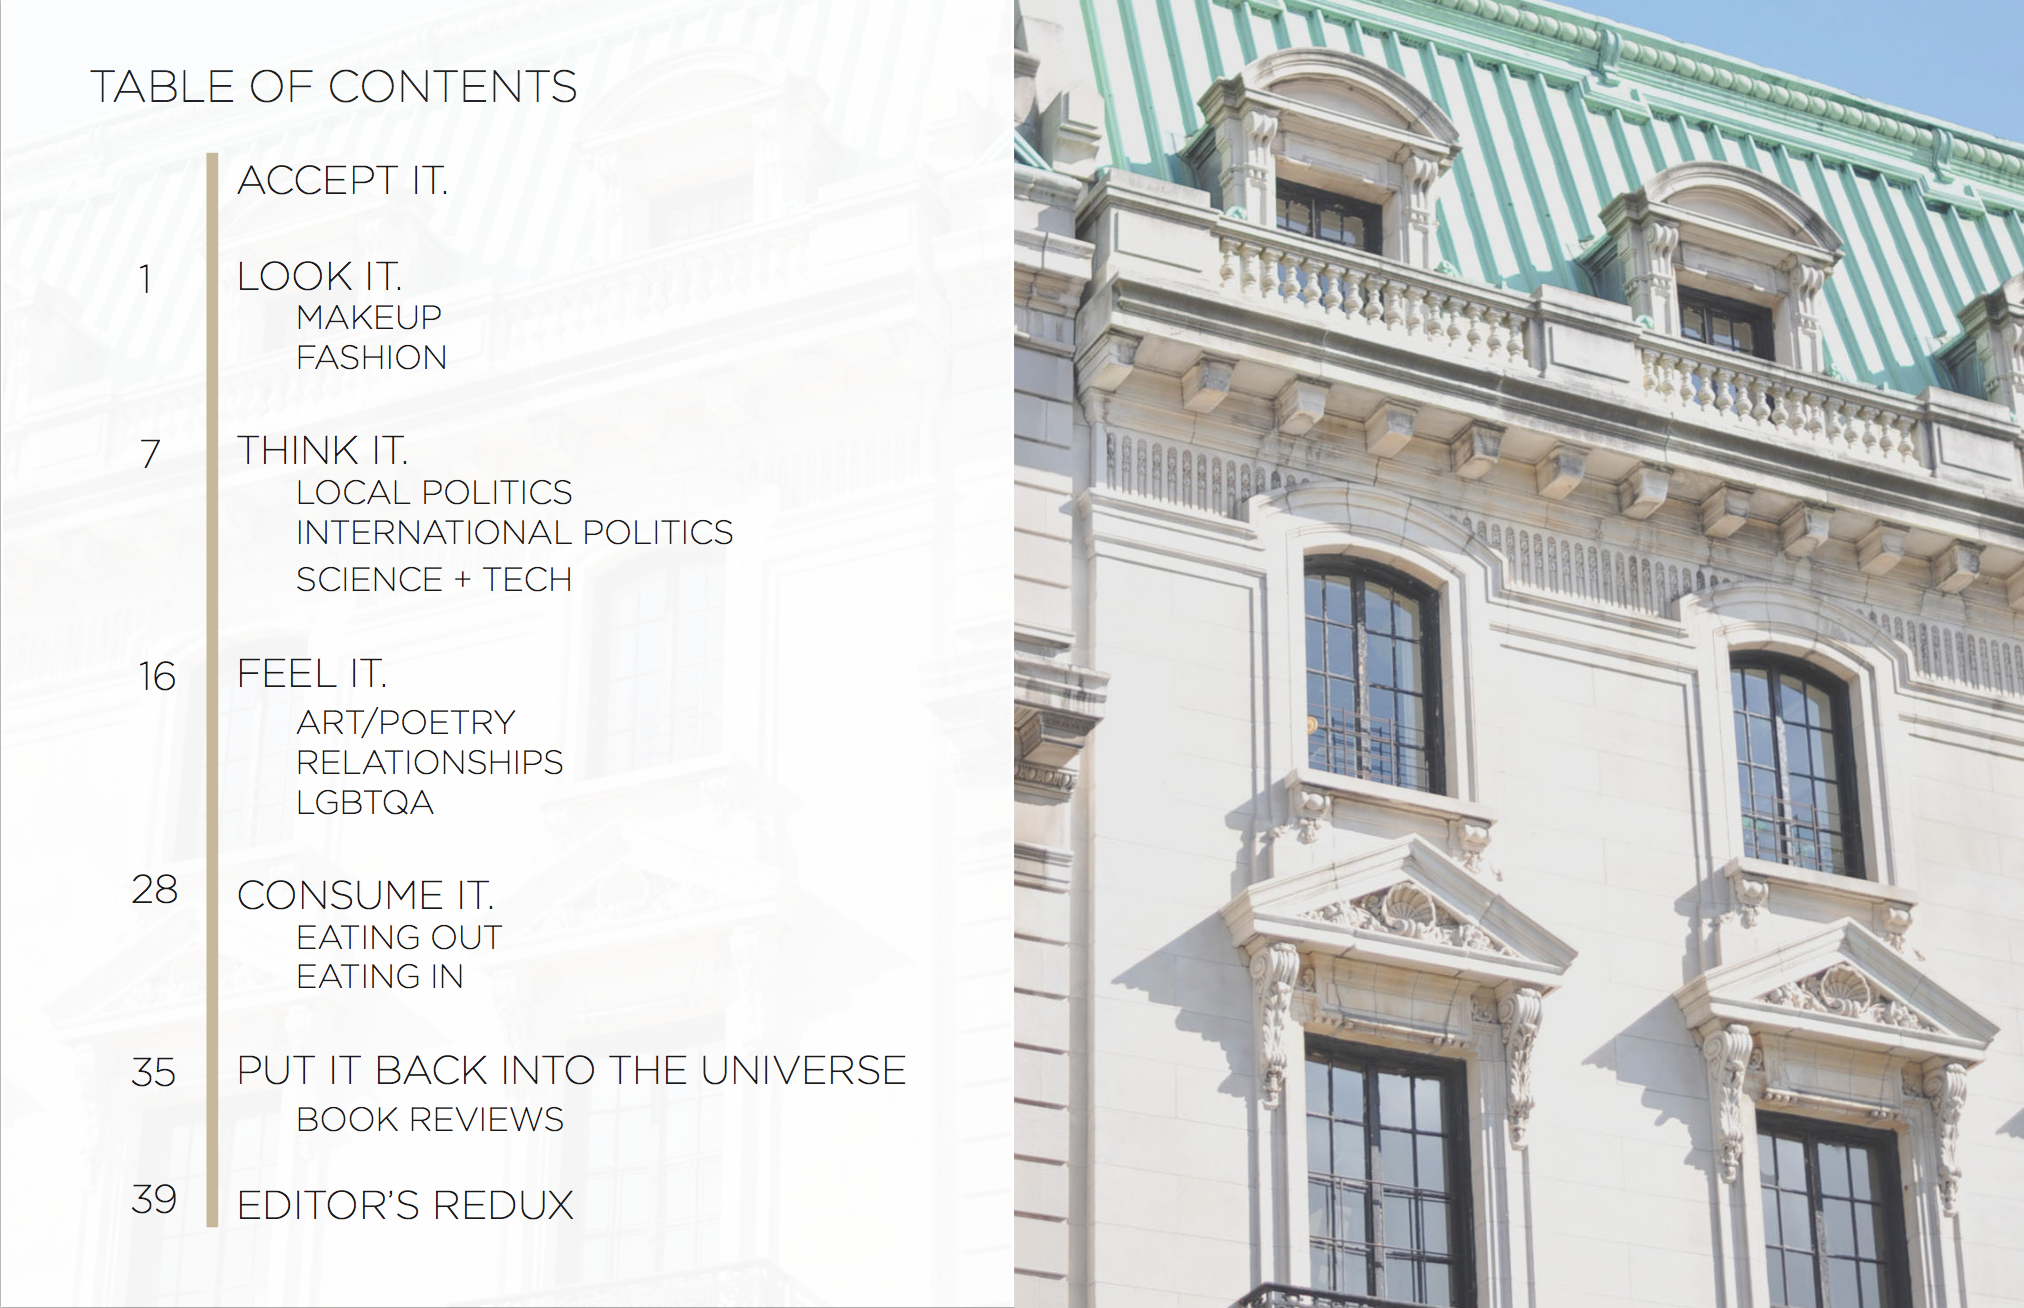 TABLE OF CONTENTS
ACCEPT IT.
1 LOOK IT.
MAKEUP
FASHION
7 THINK IT.
LOCAL POLITICS
INTERNATIONAL POLITICS
SCIENCE + TECH
16 FEEL IT.
ART/POETRY
RELATIONSHIPS
LGBTQA
28 CONSUME IT.
EATING OUT
EATING IN
35 PUT IT BACK INTO THE UNIVERSE
BOOK REVIEWS
39 EDITOR'S REDUX